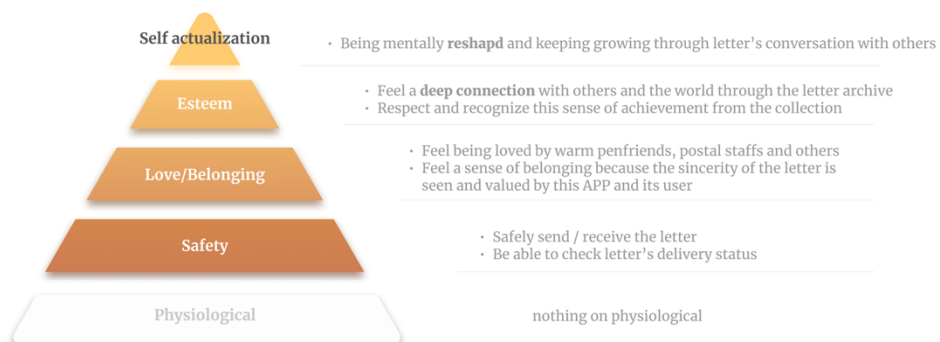 Self actualization
• Being mentally reshapd and keeping growing through letter's conversation with others
Esteem
• Feel a deep connection with others and the world through the letter archive
• Respect and recognize this sense of achievement from the collection
Love/Belonging
• Feel being loved by warm penfriends, postal staffs and others
• Feel a sense of belonging because the sincerity of the letter is
seen and valued by this APP and its user
Safety
• Safely send / receive the letter
• Be able to check letter's delivery status
Physiological
nothing on physiological